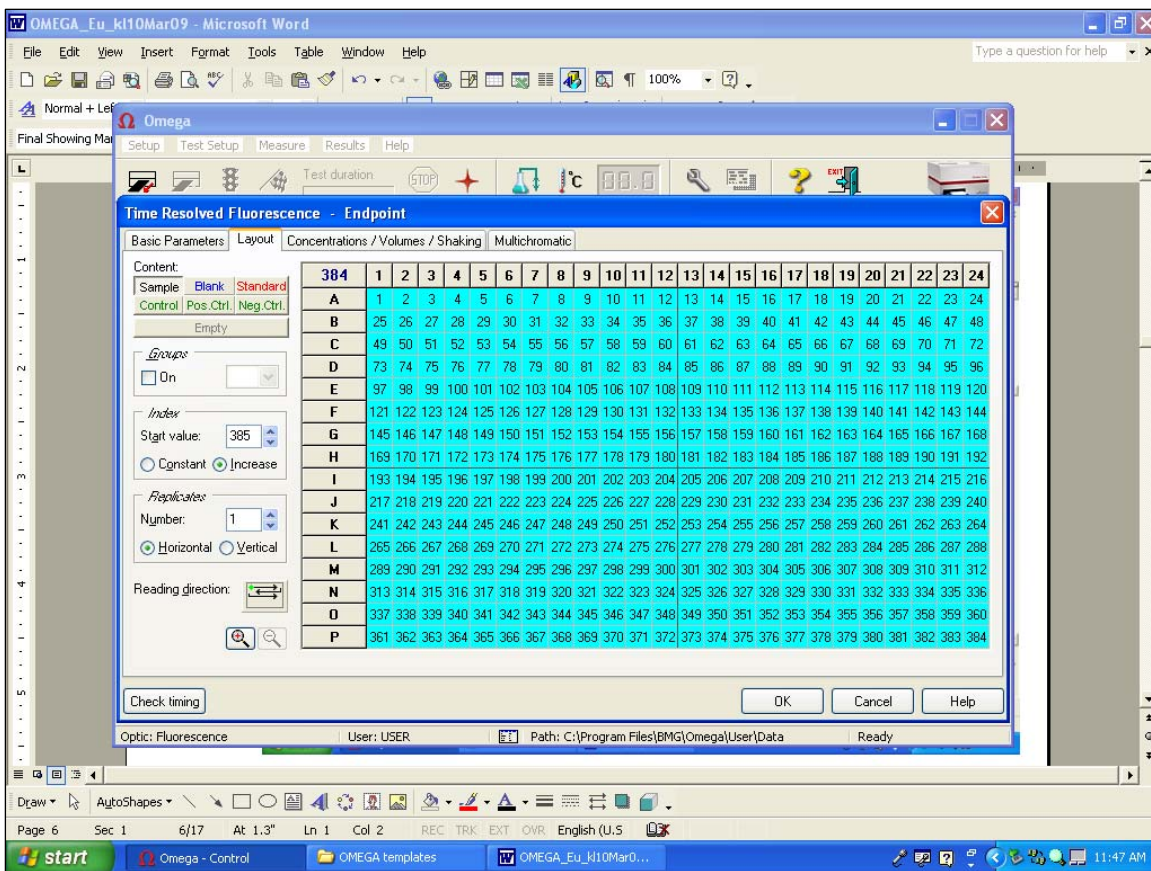 OMEGA_Eu_kl10Mar09 - Microsoft Word
File Edit View Insert Format Tools Table Window Help Type a question for help
100%
Normal + Lef
Final Showing Mar
Omega
Setup Test Setup Measure Results Help
Test duration STOP °C 00.0 EXIT
Time Resolved Fluorescence - Endpoint
Basic Parameters Layout Concentrations / Volumes / Shaking Multichromatic
Content:
Sample Blank Standard
Control Pos.Ctrl. Neg.Ctrl.
Empty
Groups
On
Index
Start value: 385
Constant Increase
Replicates
Number: 1
Horizontal Vertical
Reading direction:
384 1 2 3 4 5 6 7 8 9 10 11 12 13 14 15 16 17 18 19 20 21 22 23 24
A 1 2 3 4 5 6 7 8 9 10 11 12 13 14 15 16 17 18 19 20 21 22 23 24
B 25 26 27 28 29 30 31 32 33 34 35 36 37 38 39 40 41 42 43 44 45 46 47 48
C 49 50 51 52 53 54 55 56 57 58 59 60 61 62 63 64 65 66 67 68 69 70 71 72
D 73 74 75 76 77 78 79 80 81 82 83 84 85 86 87 88 89 90 91 92 93 94 95 96
E 97 98 99 100 101 102 103 104 105 106 107 108 109 110 111 112 113 114 115 116 117 118 119 120
F 121 122 123 124 125 126 127 128 129 130 131 132 133 134 135 136 137 138 139 140 141 142 143 144
G 145 146 147 148 149 150 151 152 153 154 155 156 157 158 159 160 161 162 163 164 165 166 167 168
H 169 170 171 172 173 174 175 176 177 178 179 180 181 182 183 184 185 186 187 188 189 190 191 192
I 193 194 195 196 197 198 199 200 201 202 203 204 205 206 207 208 209 210 211 212 213 214 215 216
J 217 218 219 220 221 222 223 224 225 226 227 228 229 230 231 232 233 234 235 236 237 238 239 240
K 241 242 243 244 245 246 247 248 249 250 251 252 253 254 255 256 257 258 259 260 261 262 263 264
L 265 266 267 268 269 270 271 272 273 274 275 276 277 278 279 280 281 282 283 284 285 286 287 288
M 289 290 291 292 293 294 295 296 297 298 299 300 301 302 303 304 305 306 307 308 309 310 311 312
N 313 314 315 316 317 318 319 320 321 322 323 324 325 326 327 328 329 330 331 332 333 334 335 336
O 337 338 339 340 341 342 343 344 345 346 347 348 349 350 351 352 353 354 355 356 357 358 359 360
P 361 362 363 364 365 366 367 368 369 370 371 372 373 374 375 376 377 378 379 380 381 382 383 384
Check timing OK Cancel Help
Optic: Fluorescence User: USER Path: C:\Program Files\BMG\Omega\User\Data Ready
Draw AutoShapes
Page 6 Sec 1 6/17 At 1.3" Ln 1 Col 2 REC TRK EXT OVR English (U.S
start Omega - Control OMEGA templates OMEGA_Eu_kl10Mar0... 11:47 AM